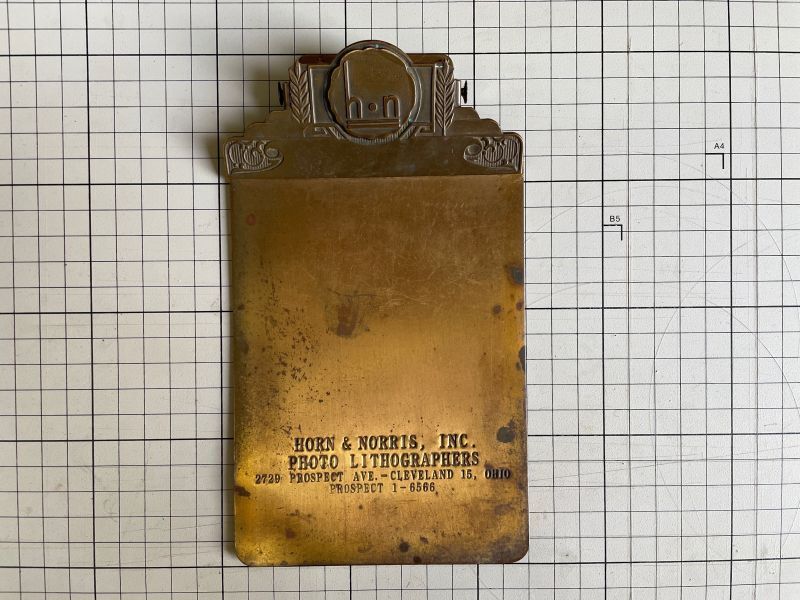 h·n
A4
B5
HORN & NORRIS, INC.
PHOTO LITHOGRAPHERS
2729 PROSPECT AVE.-CLEVELAND 15, OHIO
PROSPECT 1-6566